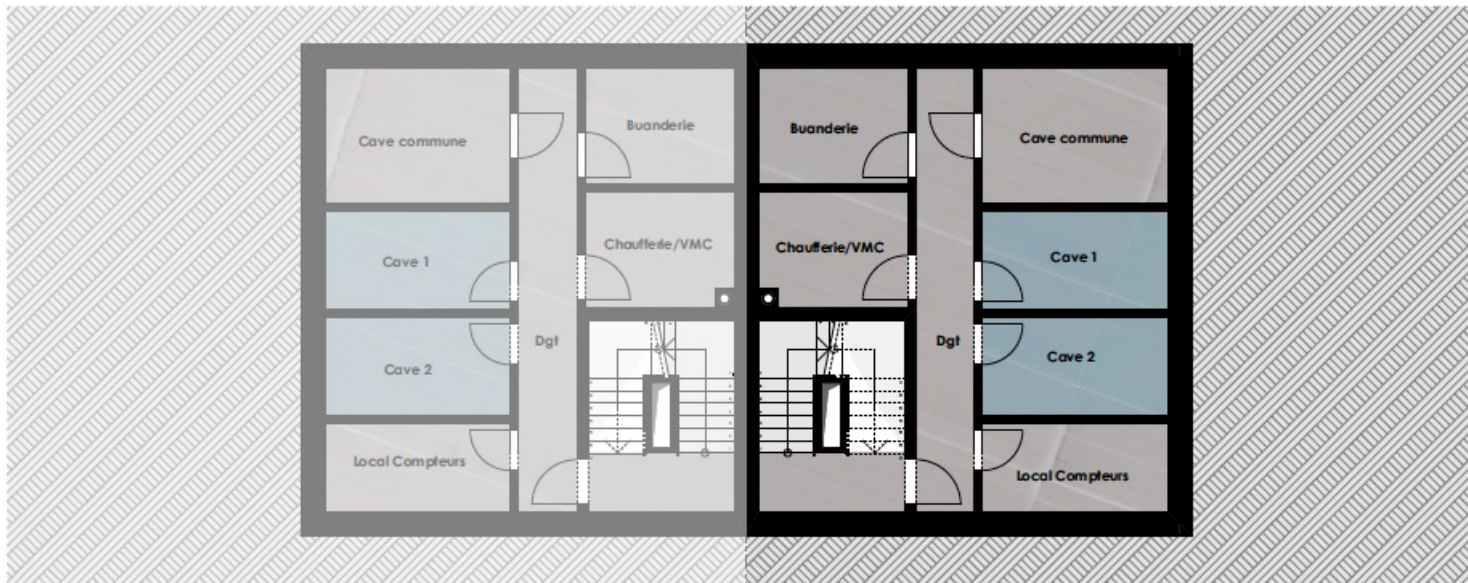 Cave commune
Buanderie
Buanderie
Cave commune
Cave 1
Chaufferie/VMC
Chaufferie/VMC
Cave 1
Cave 2
Dgt
Dgt
Cave 2
Local Compteurs
Local Compteurs